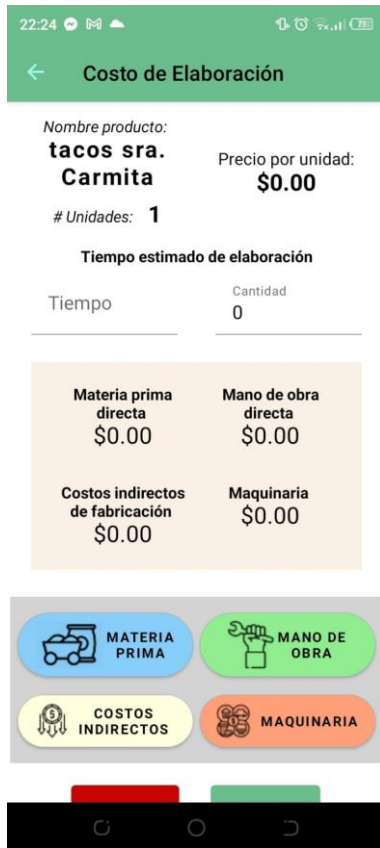 22:24
71
Costo de Elaboración
Nombre producto:
tacos sra.
Carmita
# Unidades: 1
Precio por unidad:
$0.00
Tiempo estimado de elaboración
Tiempo
Cantidad
0
Materia prima
directa
$0.00
Mano de obra
directa
$0.00
Costos indirectos
de fabricación
$0.00
Maquinaria
$0.00
MATERIA
PRIMA
MANO DE
OBRA
COSTOS
INDIRECTOS
MAQUINARIA